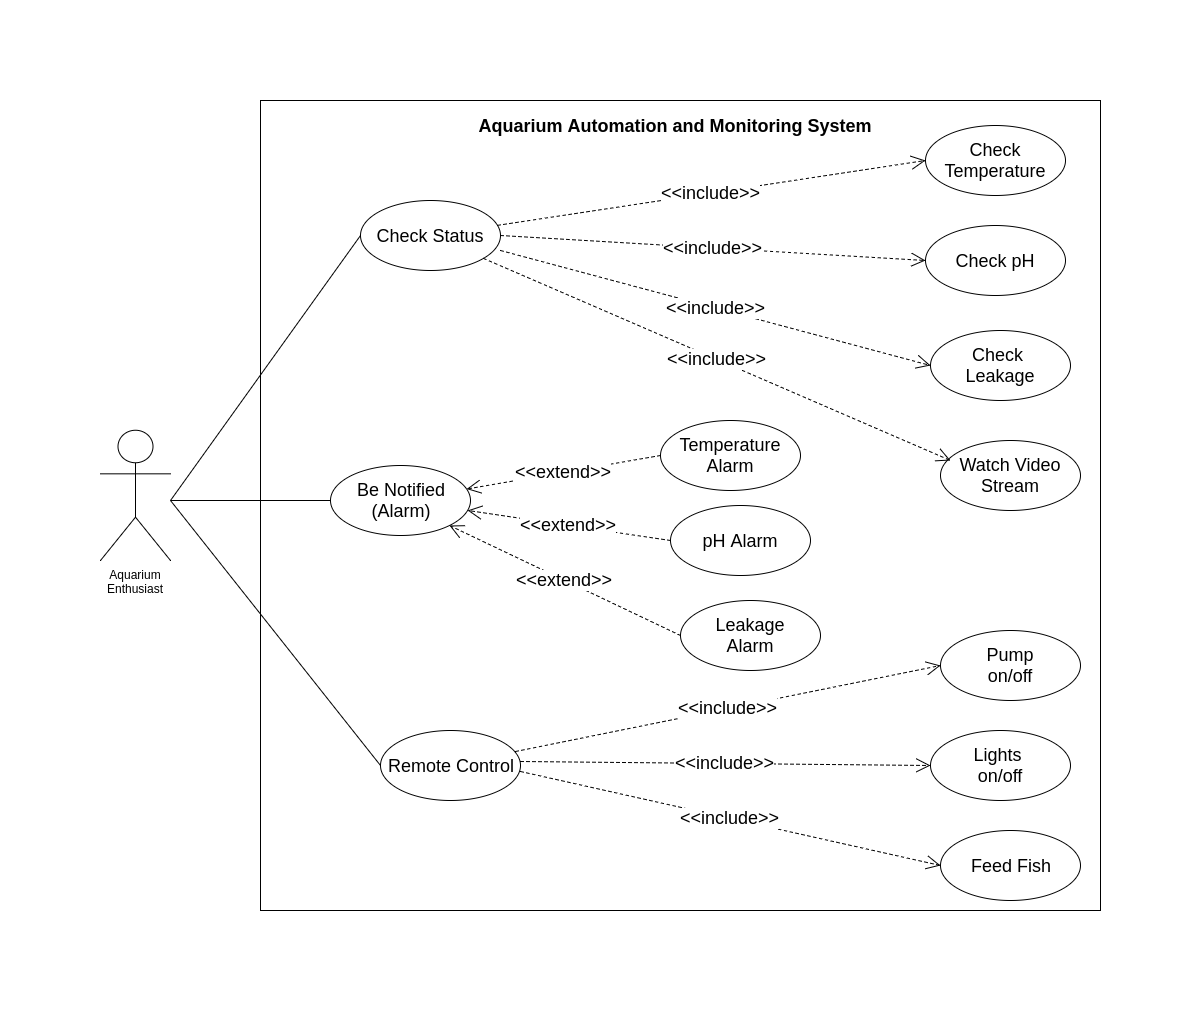 Aquarium Automation and Monitoring System
Check
Temperature
<<include>>
Check Status
<<include>>
Check pH
<<include>>
Check
Leakage
<<include>>
Temperature
Alarm
<<extend>>
Watch Video
Stream
Be Notified
(Alarm)
<<extend>>
pH Alarm
Aquarium
Enthusiast
<<extend>>
Leakage
Alarm
Pump
on/off
<<include>>
Remote Control
<<include>>
Lights
on/off
<<include>>
Feed Fish